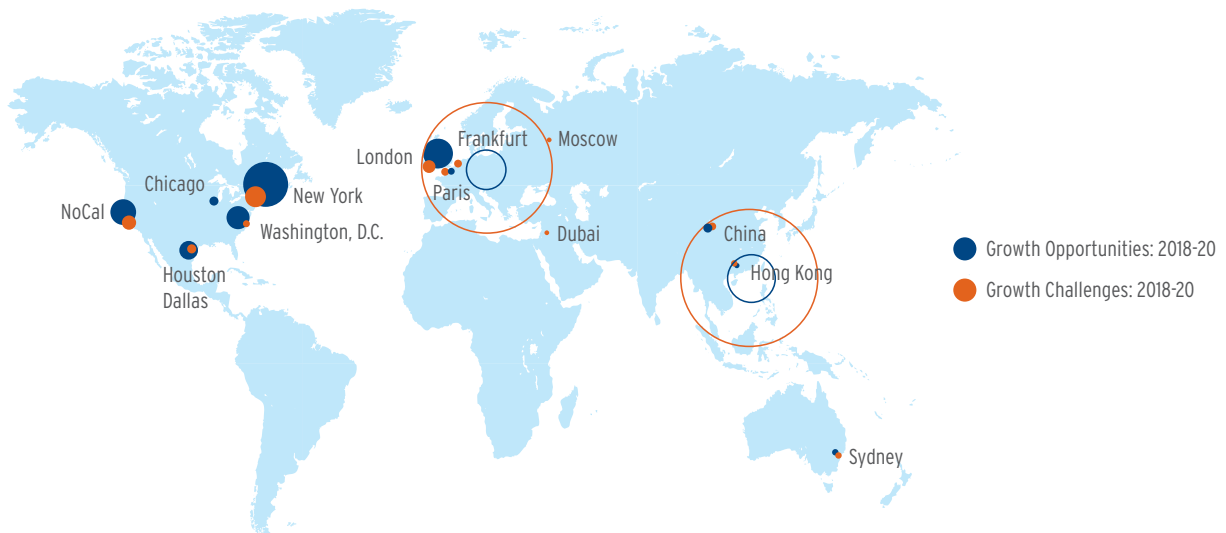 Frankfurt
Moscow
London
Chicago
Paris
New York
NoCal
Washington, D.C.
Dubai
China
Growth Opportunities: 2018-20
Houston
Dallas
Hong Kong
Growth Challenges: 2018-20
Sydney